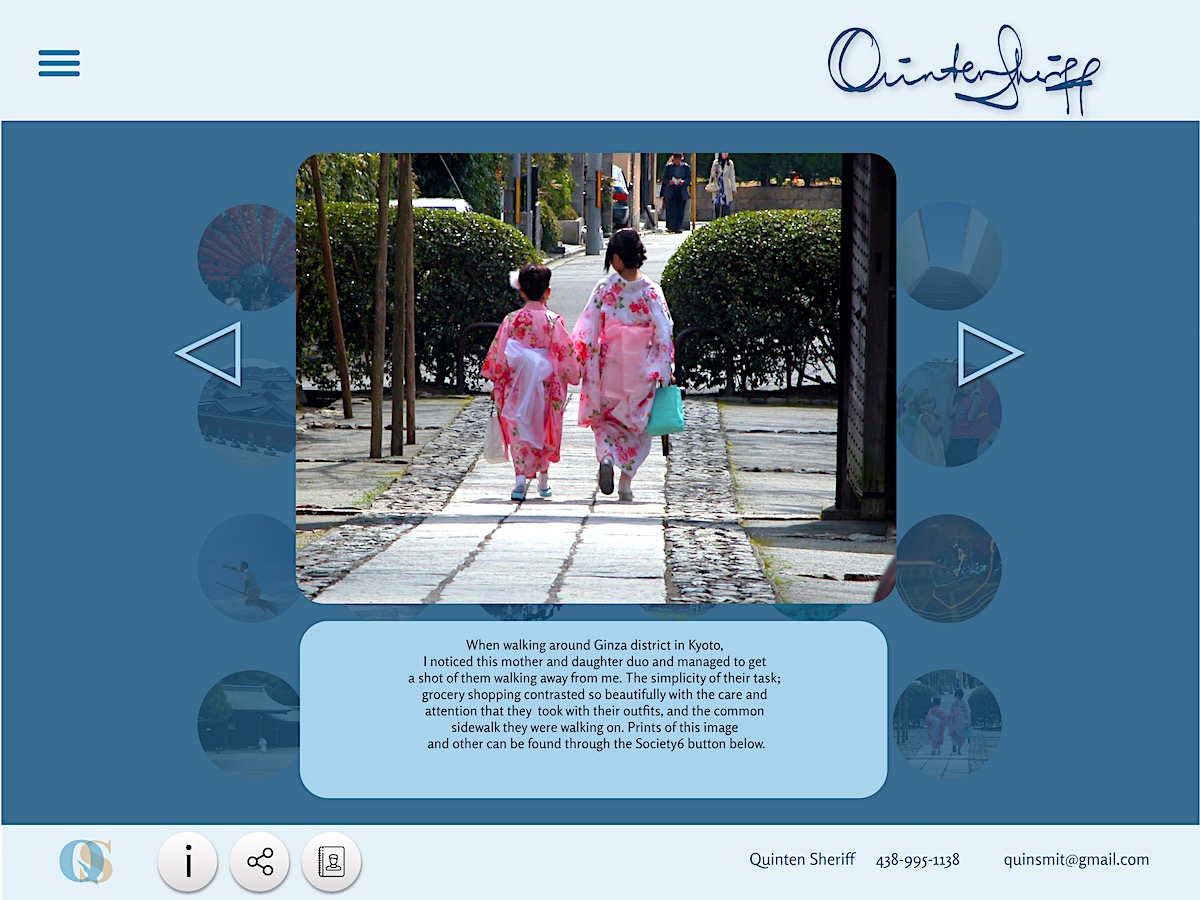 Quinten Sheriff
When walking around Ginza district in Kyoto,
I noticed this mother and daughter duo and managed to get
a shot of them walking away from me. The simplicity of their task;
grocery shopping contrasted so beautifully with the care and
attention that they took with their outfits, and the common
sidewalk they were walking on. Prints of this image
and other can be found through the Society6 button below.
QS
i
Quinten Sheriff 438-995-1138 quinsmit@gmail.com